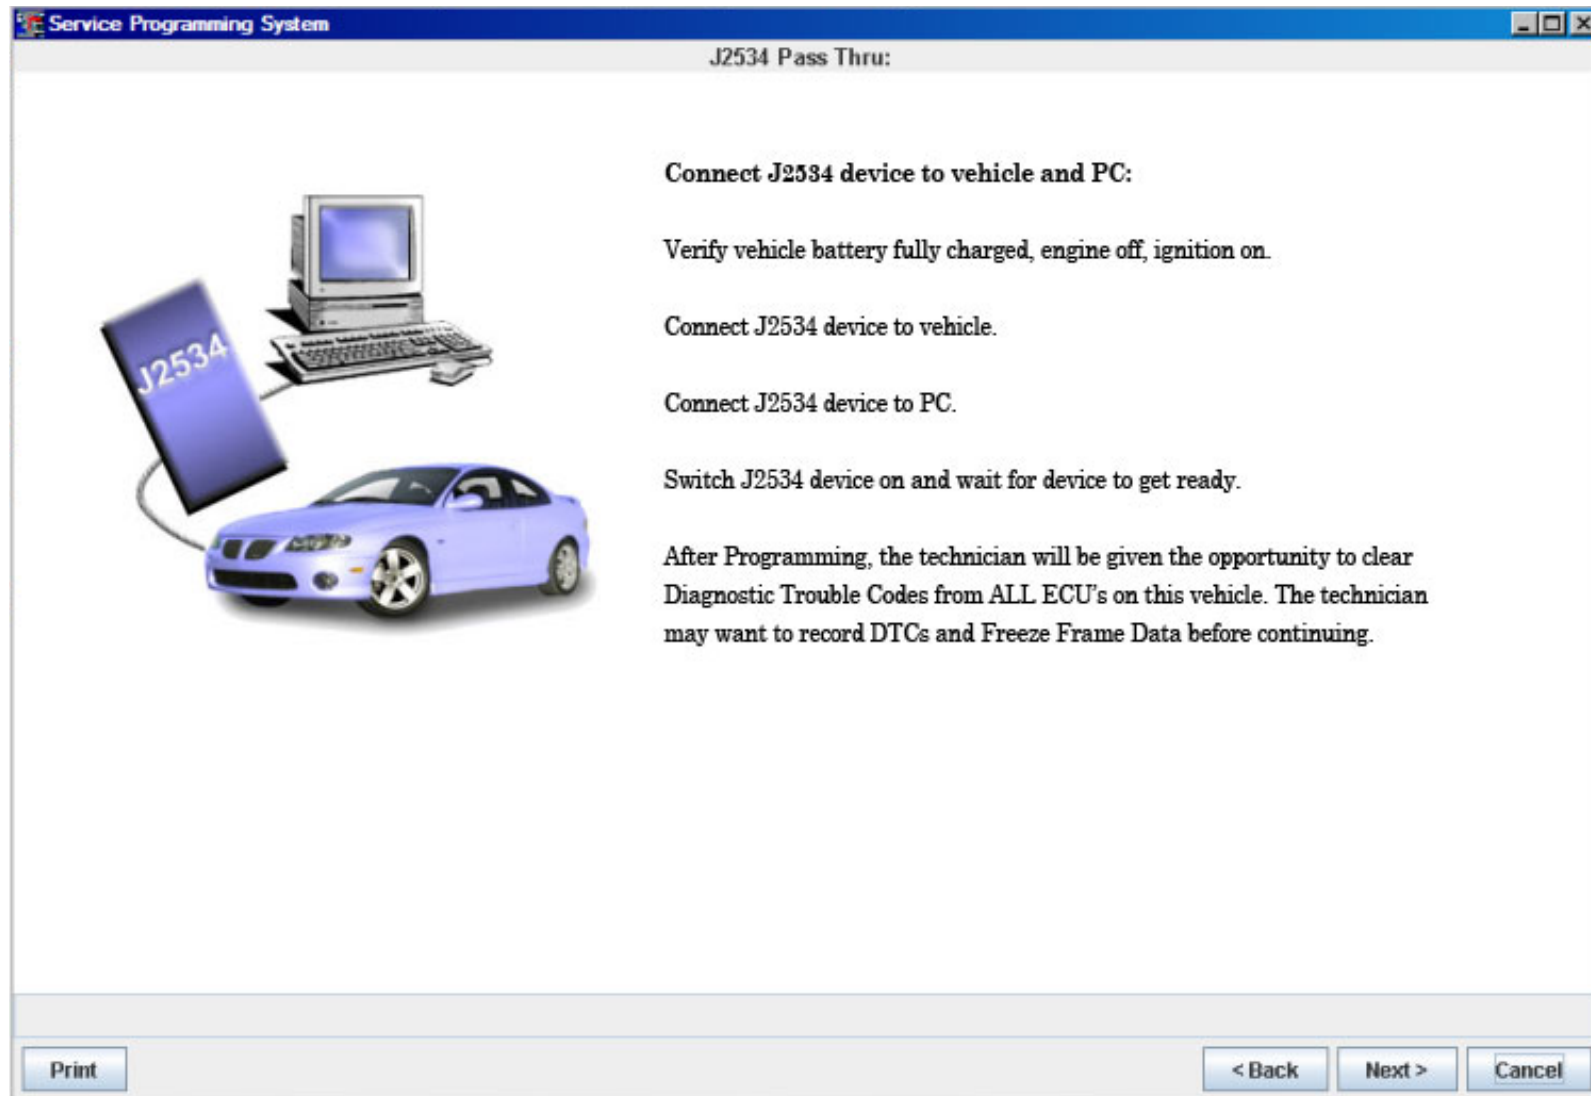 Service Programming System
J2534 Pass Thru:
J2534
Connect J2534 device to vehicle and PC:
Verify vehicle battery fully charged, engine off, ignition on.
Connect J2534 device to vehicle.
Connect J2534 device to PC.
Switch J2534 device on and wait for device to get ready.
After Programming, the technician will be given the opportunity to clear
Diagnostic Trouble Codes from ALL ECU's on this vehicle. The technician
may want to record DTCs and Freeze Frame Data before continuing.
Print
< Back
Next >
Cancel